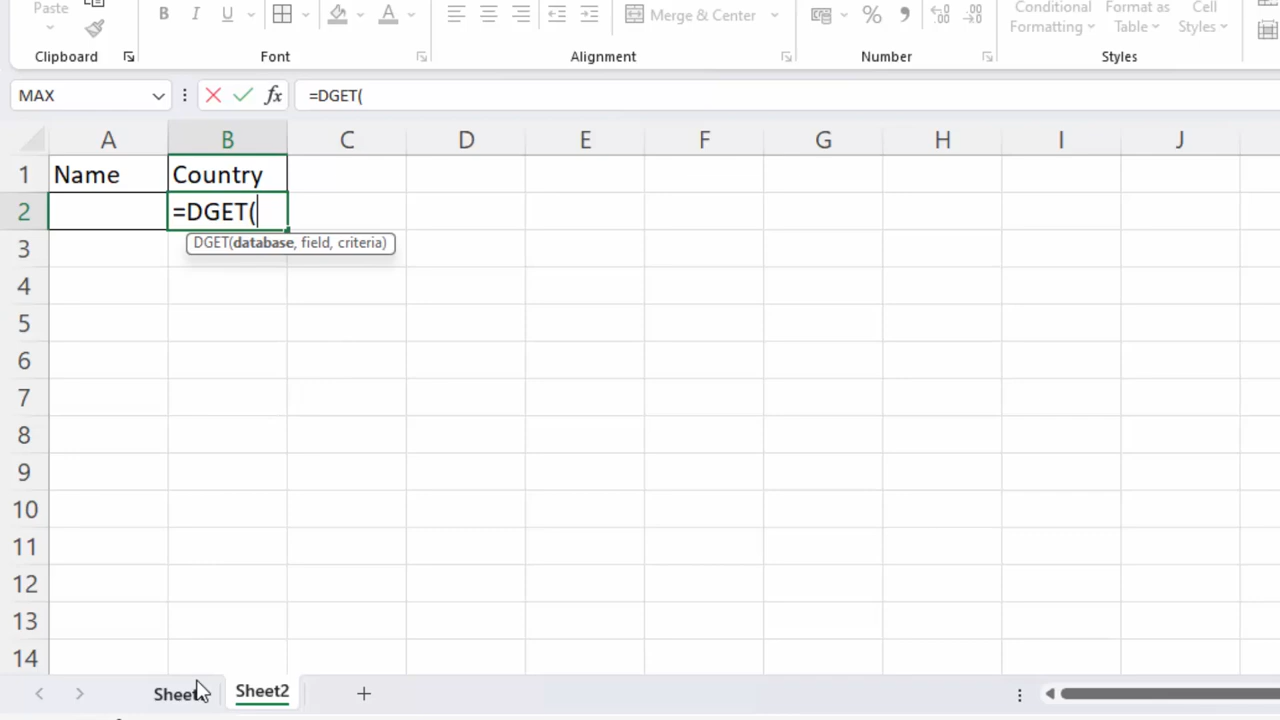 Paste
B I U
A
Merge & Center
%
Conditional Formatting
Format as Table
Cell Styles
Clipboard
Font
Alignment
Number
Styles
MAX
fx
=DGET(
A B C D E F G H I J
1 Name Country
2 =DGET(
DGET(database, field, criteria)
3
4
5
6
7
8
9
10
11
12
13
14
Sheet2